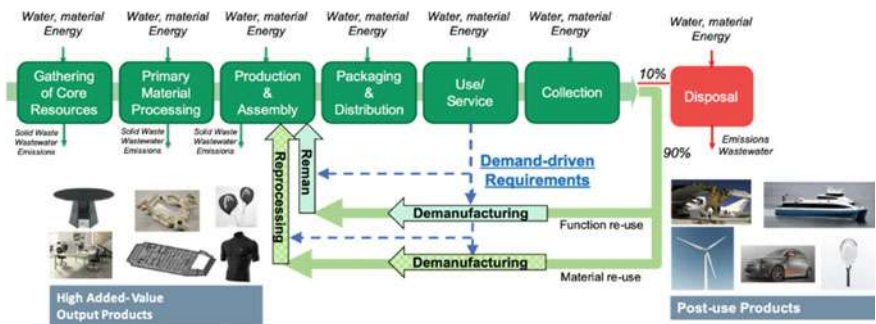 Water, material
Energy
Water, material
Energy
Water, material
Energy
Water, material
Energy
Water, material
Energy
Water, material
Energy
Water, material
Energy
Gathering
of Core
Resources
Primary
Material
Processing
Production
&
Assembly
Packaging
&
Distribution
Use/
Service
Collection
10%
Disposal
Solid Waste
Wastewater
Emissions
Solid Waste
Wastewater
Emissions
Solid Waste
Wastewater
Emissions
90%
Emissions
Wastewater
Reprocessing
Reman
Demand-driven
Requirements
Demanufacturing
Function re-use
Demanufacturing
Material re-use
High Added- Value
Output Products
Post-use Products